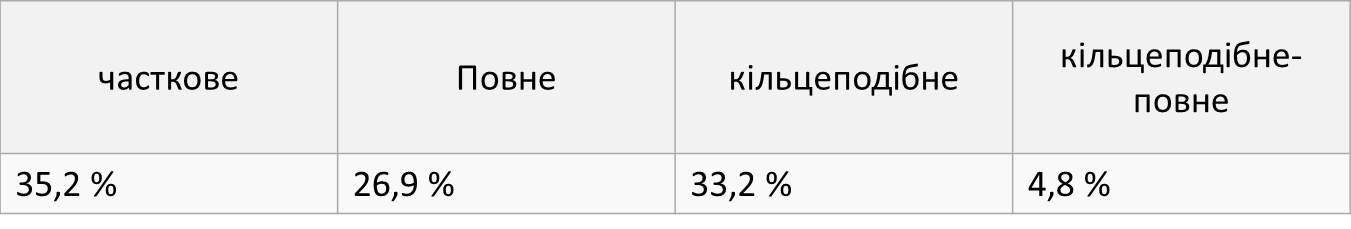 часткове
Повне
кільцеподібне
кільцеподібне-
повне
35,2 %
26,9 %
33,2 %
4,8 %